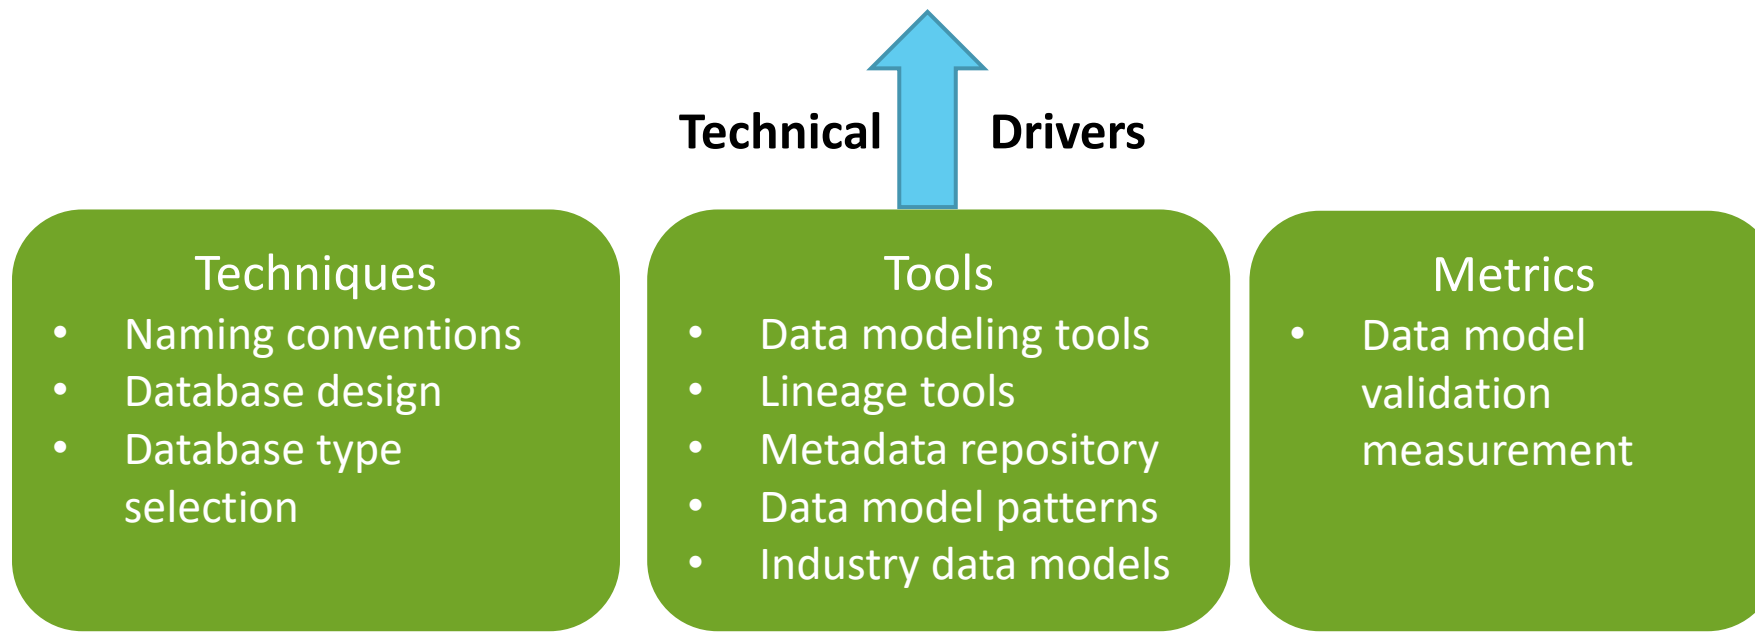 Technical Drivers
Techniques
• Naming conventions
• Database design
• Database type
selection
Tools
• Data modeling tools
• Lineage tools
• Metadata repository
• Data model patterns
• Industry data models
Metrics
• Data model
validation
measurement